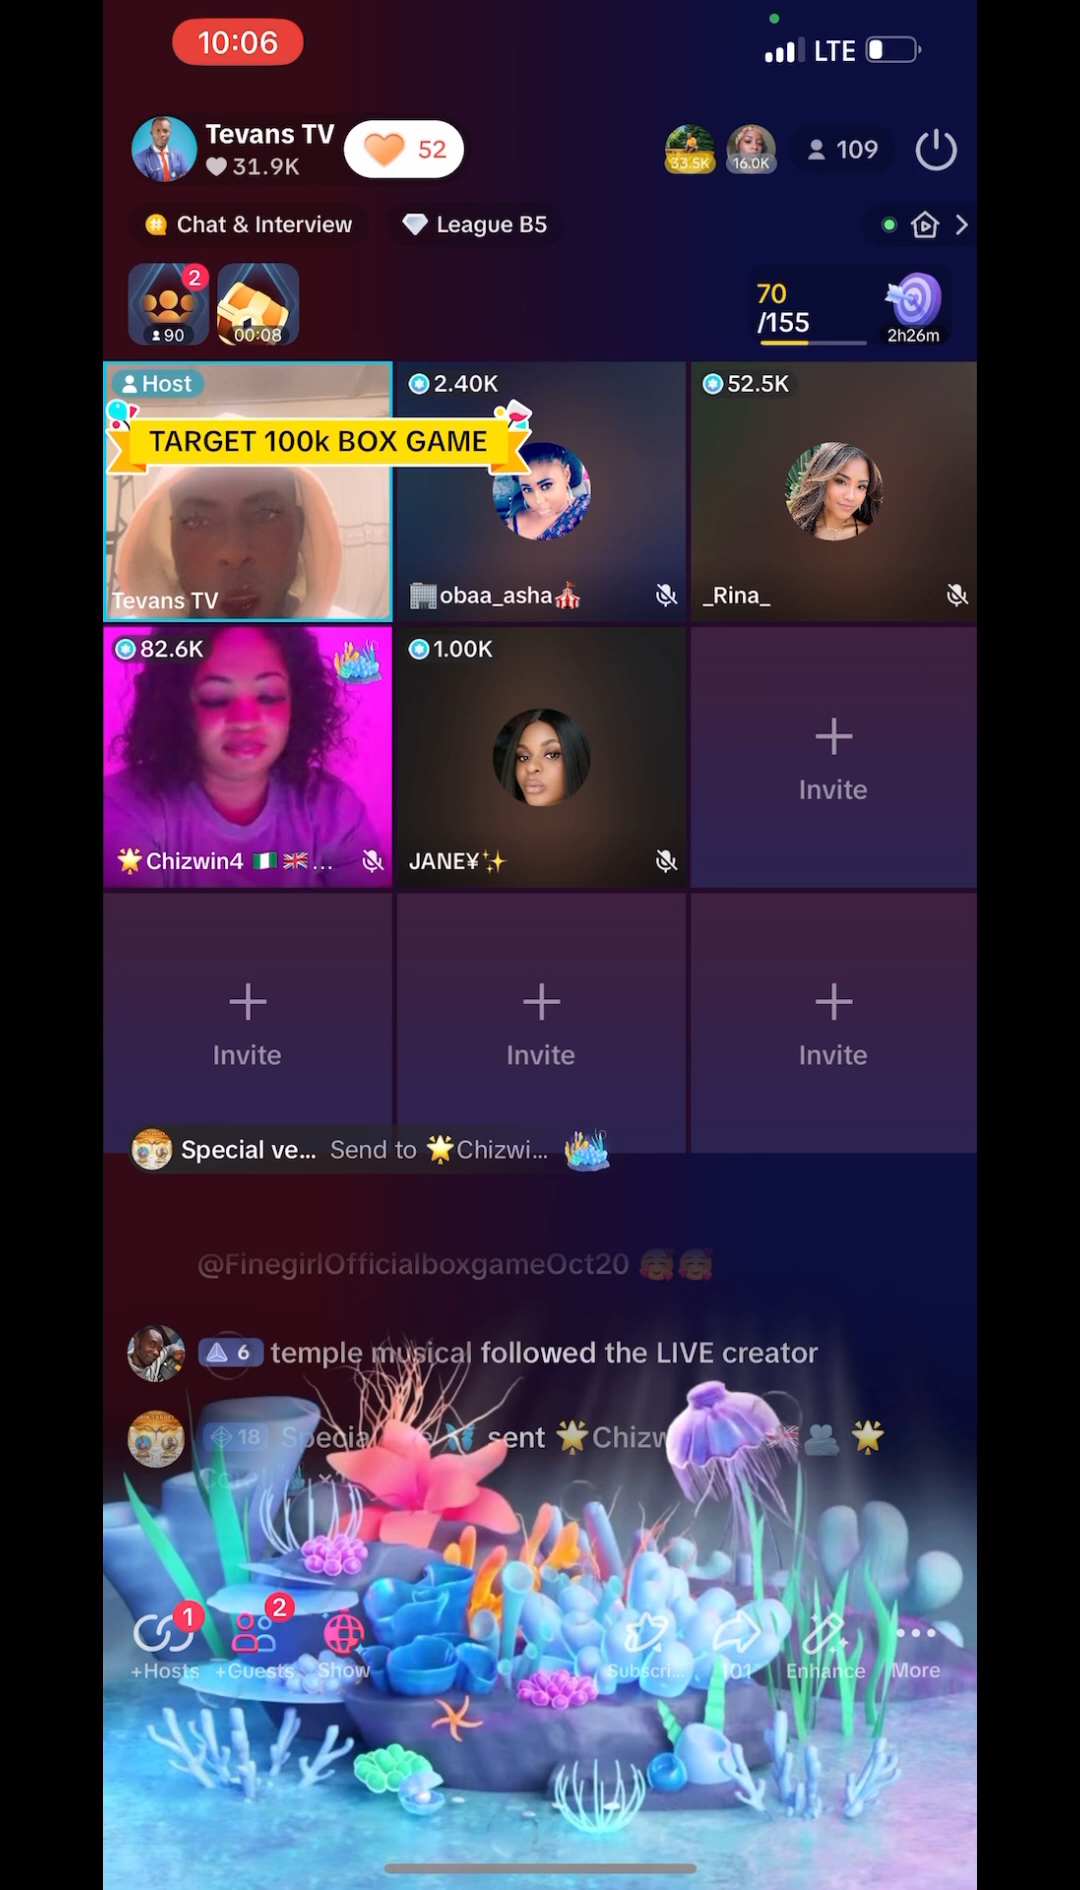 10:06
LTE
Tevans TV
31.9K
52
33.5K
16.0K
109
Chat & Interview
League B5
2
90
00:08
70
/155
2h26m
Host
2.40K
52.5K
TARGET 100k BOX GAME
Tevans TV
obaa_asha
_Rina_
82.6K
1.00K
Chizwin4 ...
JANE¥
Invite
Invite
Invite
Invite
Special ve... Send to Chizwi...
@FinegirlOfficialboxgameOct20
6 temple musical followed the LIVE creator
18 sent
1
2
+Hosts
+Guests
Show
Subscri...
101
Enhance
More